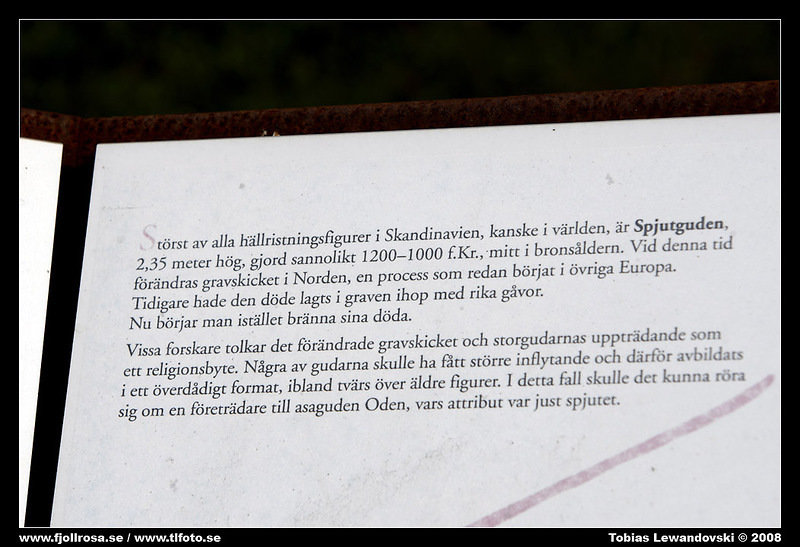 Störst av alla hällristningsfigurer i Skandinavien, kanske i världen, är Spjutguden,
2,35 meter hög, gjord sannolikt 1200–1000 f.Kr., mitt i bronsåldern. Vid denna tid
förändras gravskicket i Norden, en process som redan börjat i övriga Europa.
Tidigare hade den döde lagts i graven ihop med rika gåvor.
Nu börjar man istället bränna sina döda.
Vissa forskare tolkar det förändrade gravskicket och storgudarnas uppträdande som
ett religionsbyte. Några av gudarna skulle ha fått större inflytande och därför avbildats
i ett överdådigt format, ibland tvärs över äldre figurer. I detta fall skulle det kunna röra
sig om en företrädare till asaguden Oden, vars attribut var just spjutet.
www.fjollrosa.se / www.tlfoto.se
Tobias Lewandovski © 2008